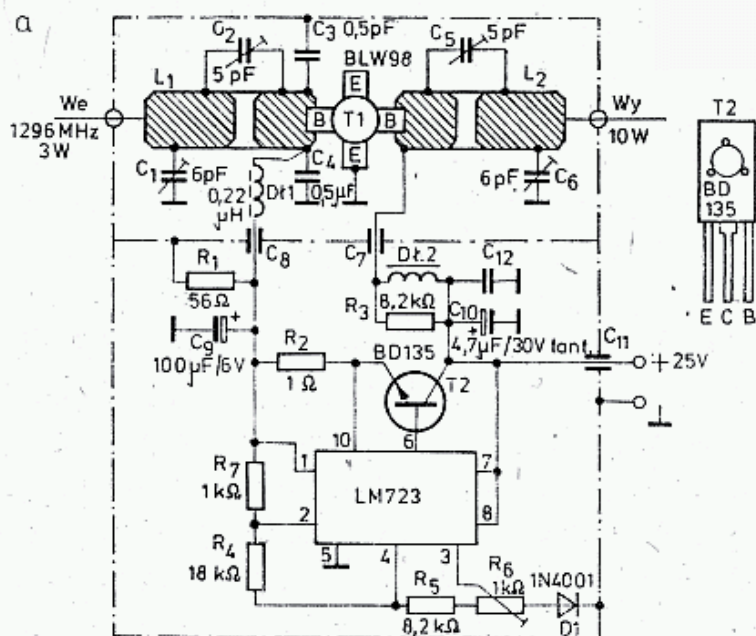 a
C2
5pF
C3 0,5pF
BLW98
C5
5pF
L1
L2
T2
We
1296 MHz
3W
E
B
T1
B
E
Wy
10W
BD
135
C1
6pF
C4
0,5µF
6pF
C6
0,22
µH
Dł1
C8
C7
Dł.2
C12
R1
56Ω
R3
8,2kΩ
C10
+
4,7µF/30V tant.
C11
E C B
C9
+
100µF/6V
R2
1Ω
BD135
T2
+ 25V
10
6
1
7
R7
1kΩ
LM723
2
8
R4
18 kΩ
5
4
3
R5
8,2kΩ
R6
1kΩ
1N4001
D1